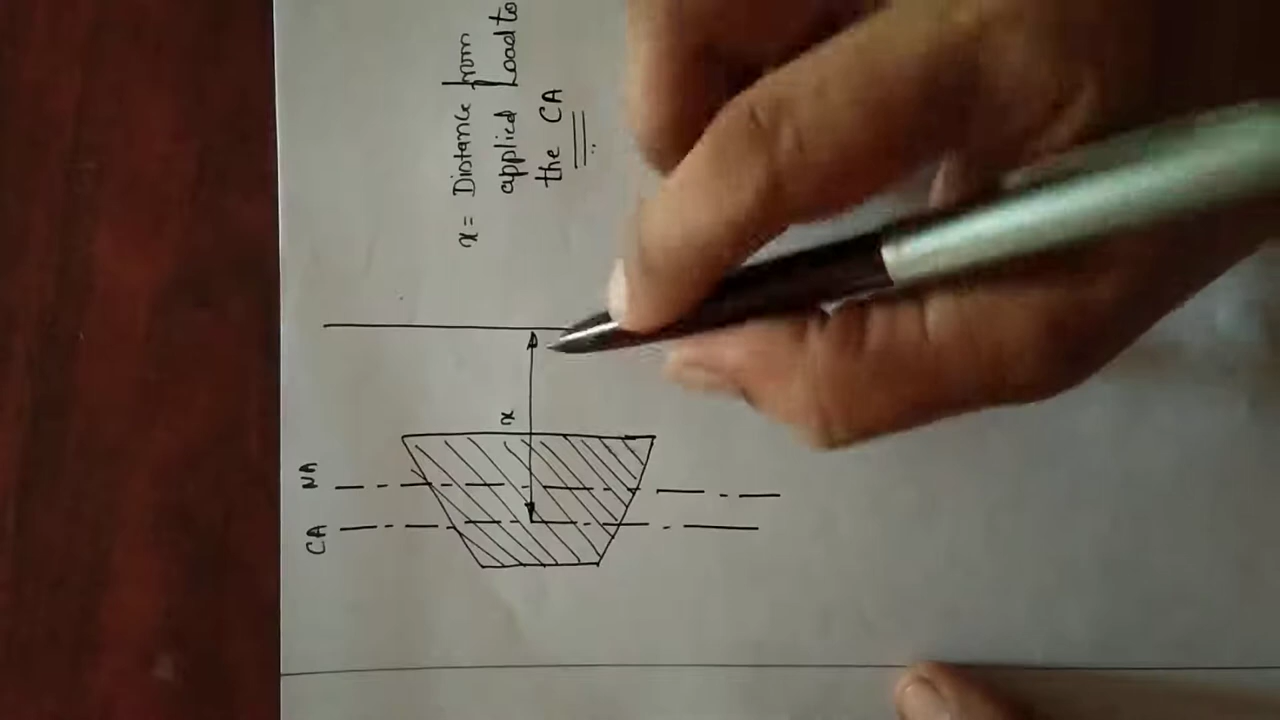 x = Distance from
applied Load to
the CA
x
NA
CA